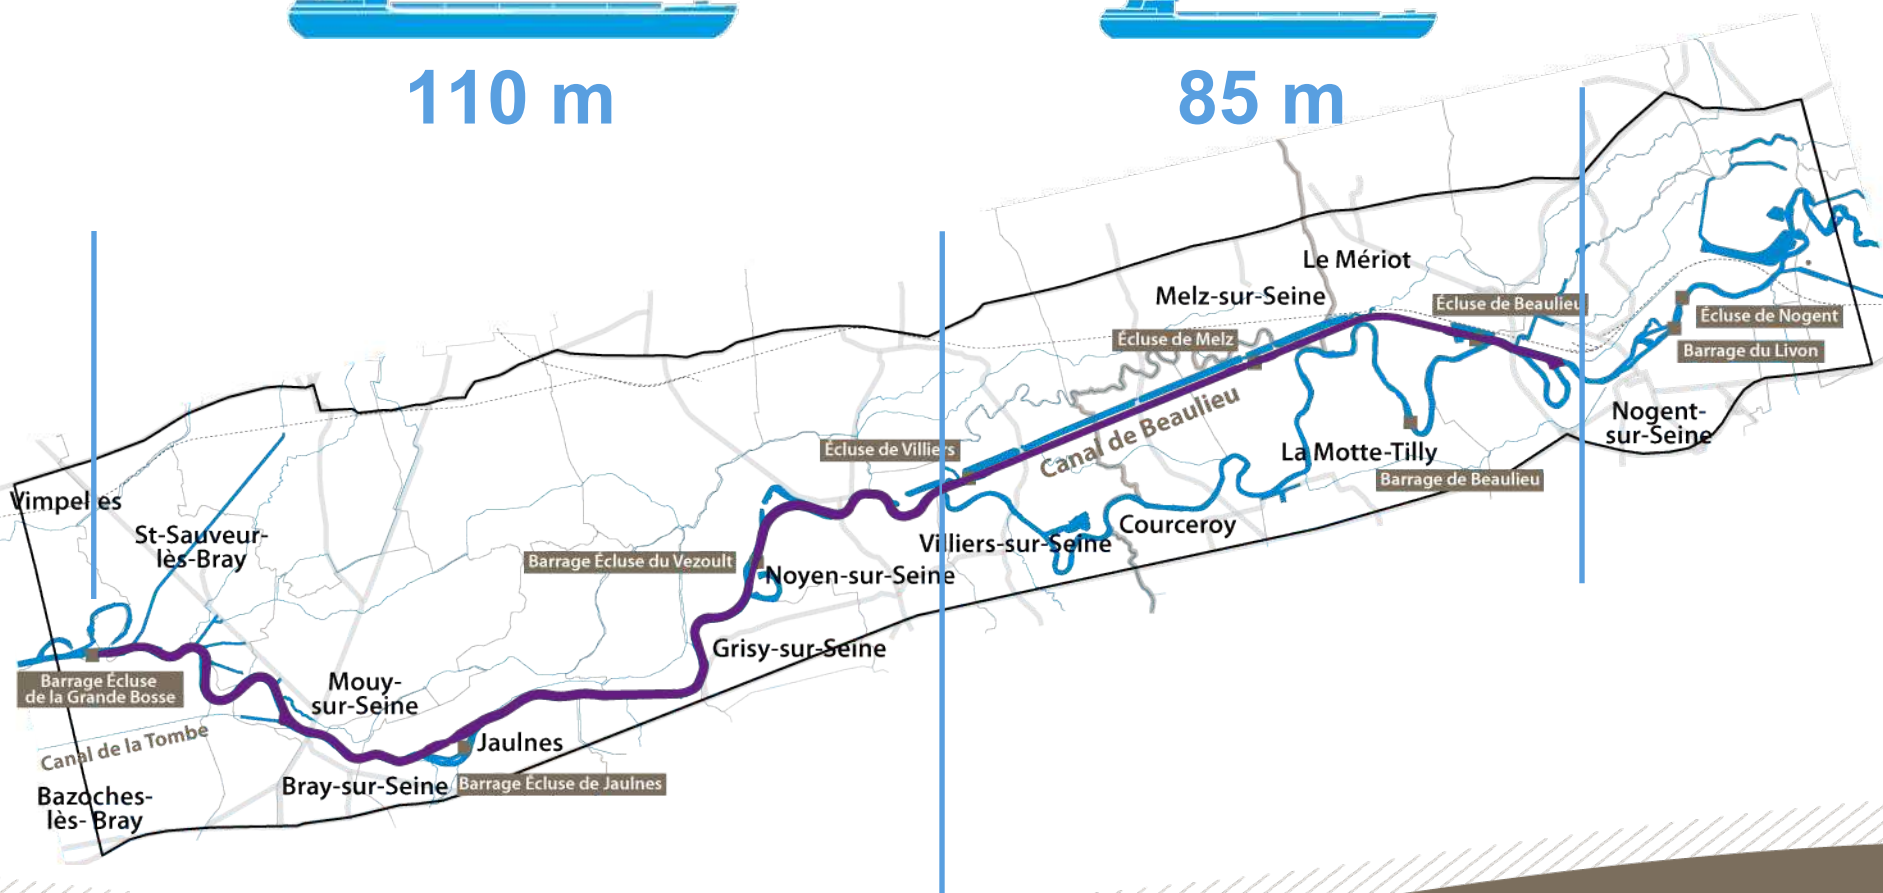 110 m
85 m
Le Mériot
Melz-sur-Seine
Écluse de Beaulieu
Écluse de Nogent
Écluse de Melz
Barrage du Livon
Canal de Beaulieu
Nogent-
sur-Seine
Écluse de Villiers
La Motte-Tilly
Barrage de Beaulieu
Vimpelles
St-Sauveur-
lès-Bray
Courceroy
Villiers-sur-Seine
Barrage Écluse du Vezoult
Noyen-sur-Seine
Grisy-sur-Seine
Barrage Écluse
de la Grande Bosse
Mouy-
sur-Seine
Canal de la Tombe
Jaulnes
Bray-sur-Seine
Barrage Écluse de Jaulnes
Bazoches-
lès- Bray